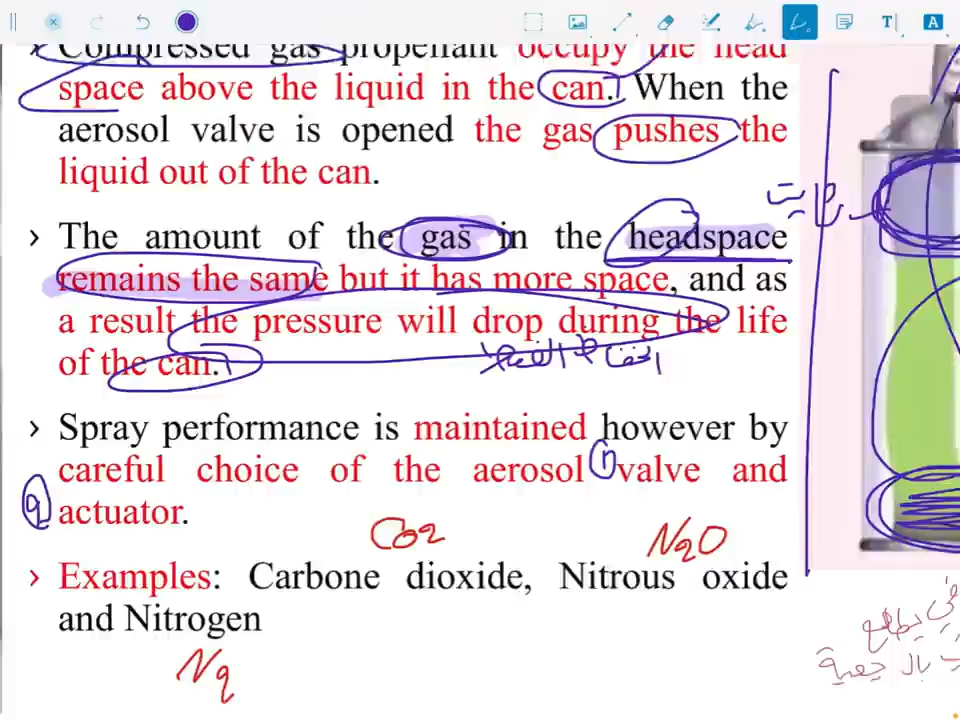 Compressed gas propellant occupy the head
space above the liquid in the can. When the
aerosol valve is opened the gas pushes the
liquid out of the can.
› The amount of the gas in the headspace
remains the same but it has more space, and as
a result the pressure will drop during the life
of the can.
› Spray performance is maintained however by
careful choice of the aerosol valve and
actuator.
Co2
N2O
› Examples: Carbone dioxide, Nitrous oxide
and Nitrogen
N2